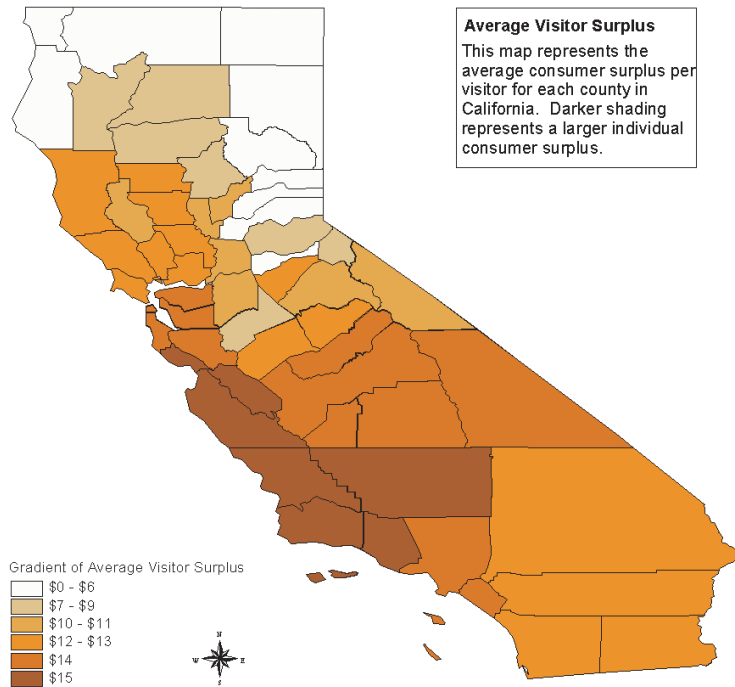 Average Visitor Surplus
This map represents the
average consumer surplus per
visitor for each county in
California. Darker shading
represents a larger individual
consumer surplus.
Gradient of Average Visitor Surplus
$0 - $6
$7 - $9
$10 - $11
$12 - $13
$14
$15
N
W E
S